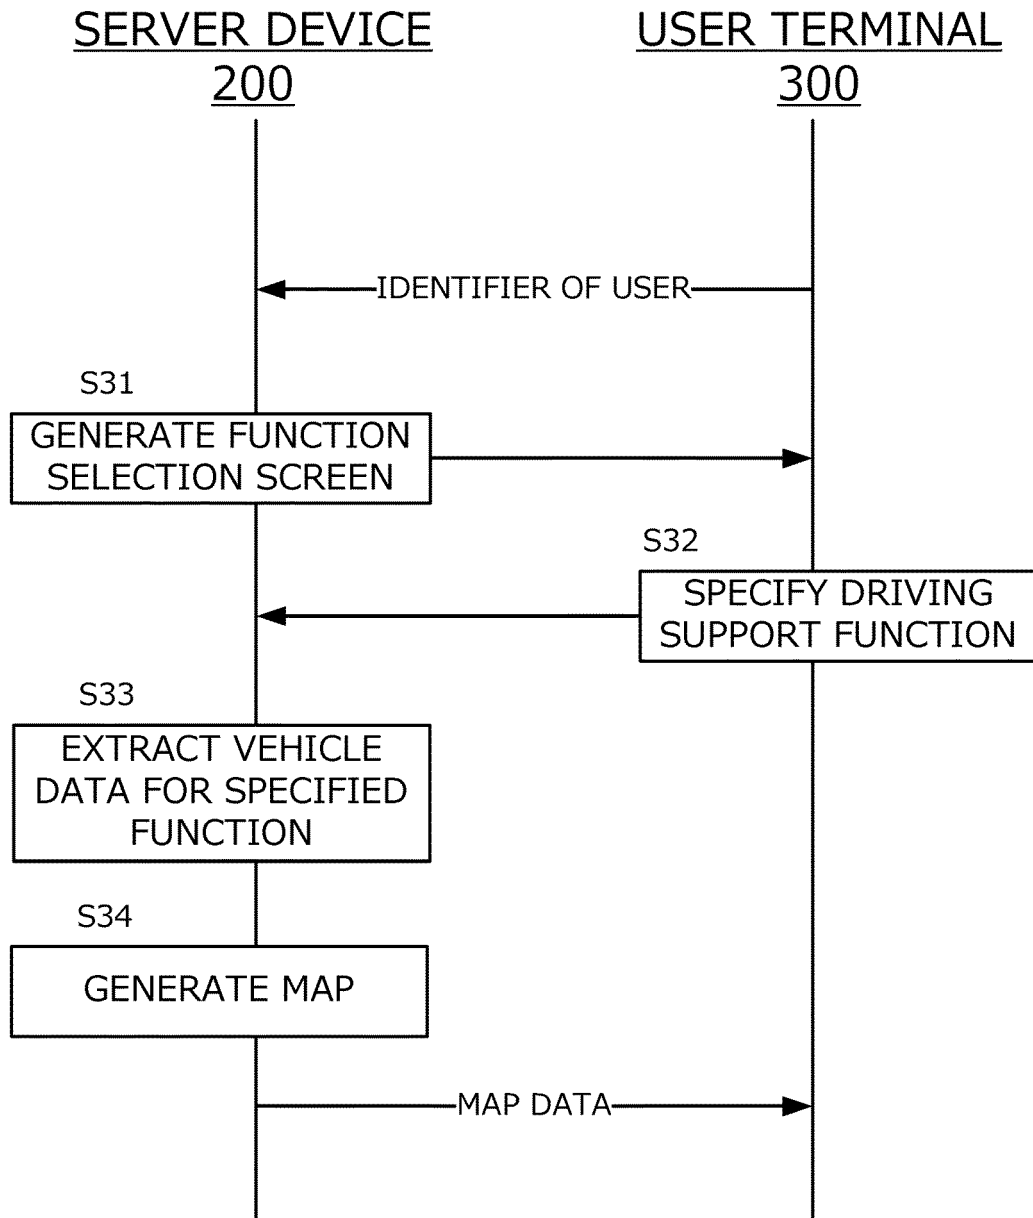 SERVER DEVICE
200
USER TERMINAL
300
IDENTIFIER OF USER
S31
GENERATE FUNCTION
SELECTION SCREEN
S32
SPECIFY DRIVING
SUPPORT FUNCTION
S33
EXTRACT VEHICLE
DATA FOR SPECIFIED
FUNCTION
S34
GENERATE MAP
MAP DATA